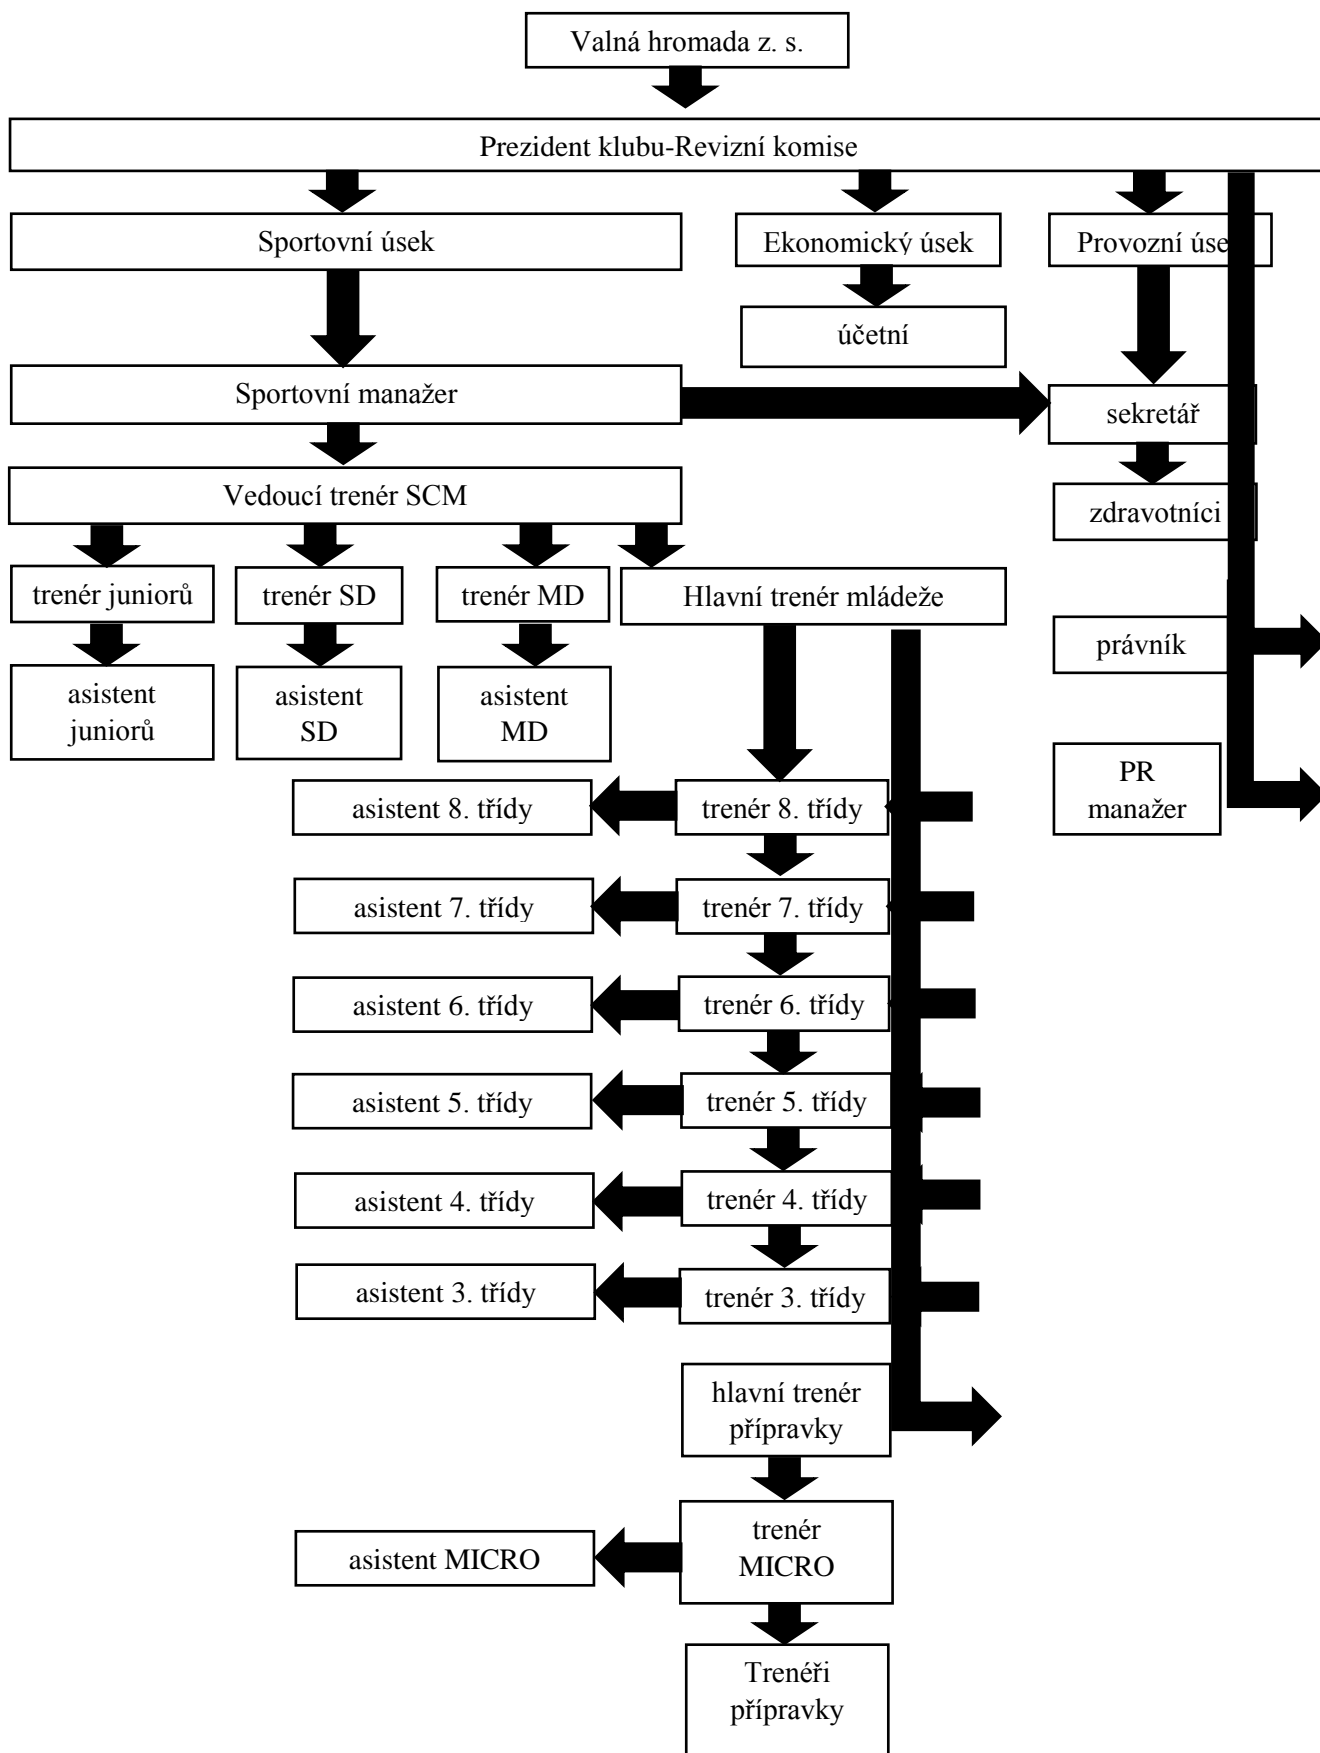 Valná hromada z. s.
Prezident klubu-Revizní komise
Sportovní úsek
Ekonomický úsek
Provozní úse
účetní
Sportovní manažer
sekretář
Vedoucí trenér SCM
zdravotníci
trenér juniorů
trenér SD
trenér MD
Hlavní trenér mládeže
právník
asistent
juniorů
asistent
SD
asistent
MD
PR
manažer
asistent 8. třídy
trenér 8. třídy
asistent 7. třídy
trenér 7. třídy
asistent 6. třídy
trenér 6. třídy
asistent 5. třídy
trenér 5. třídy
asistent 4. třídy
trenér 4. třídy
asistent 3. třídy
trenér 3. třídy
hlavní trenér
přípravky
trenér
MICRO
asistent MICRO
Trenéři
přípravky